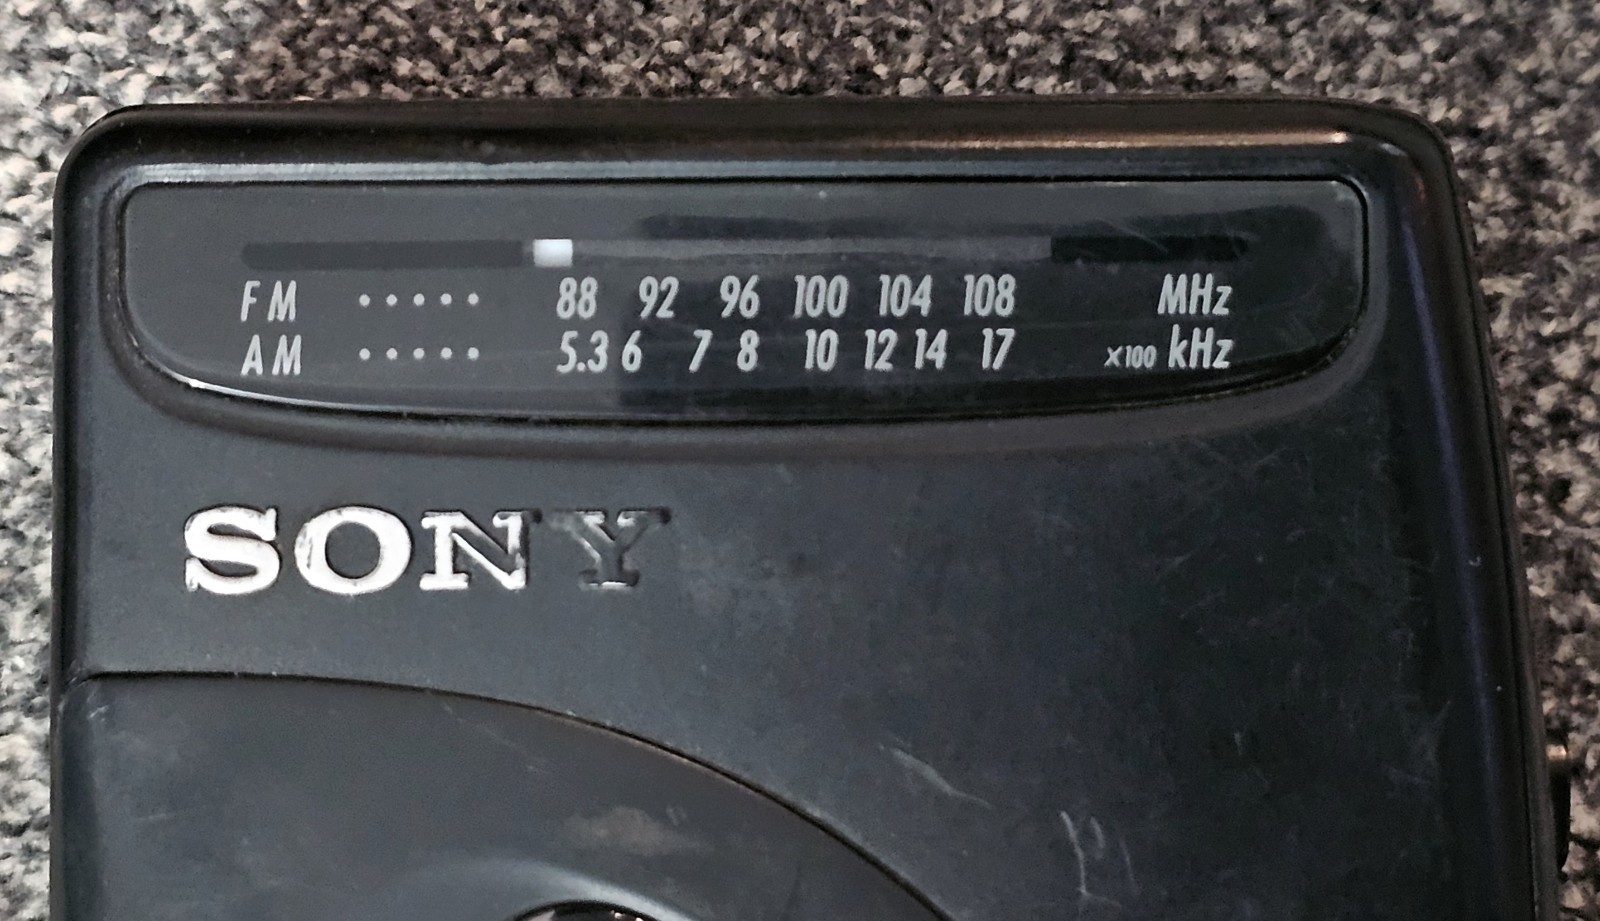 FM ..... 88 92 96 100 104 108 MHz
AM ..... 5.3 6 7 8 10 12 14 17 x100 kHz
SONY